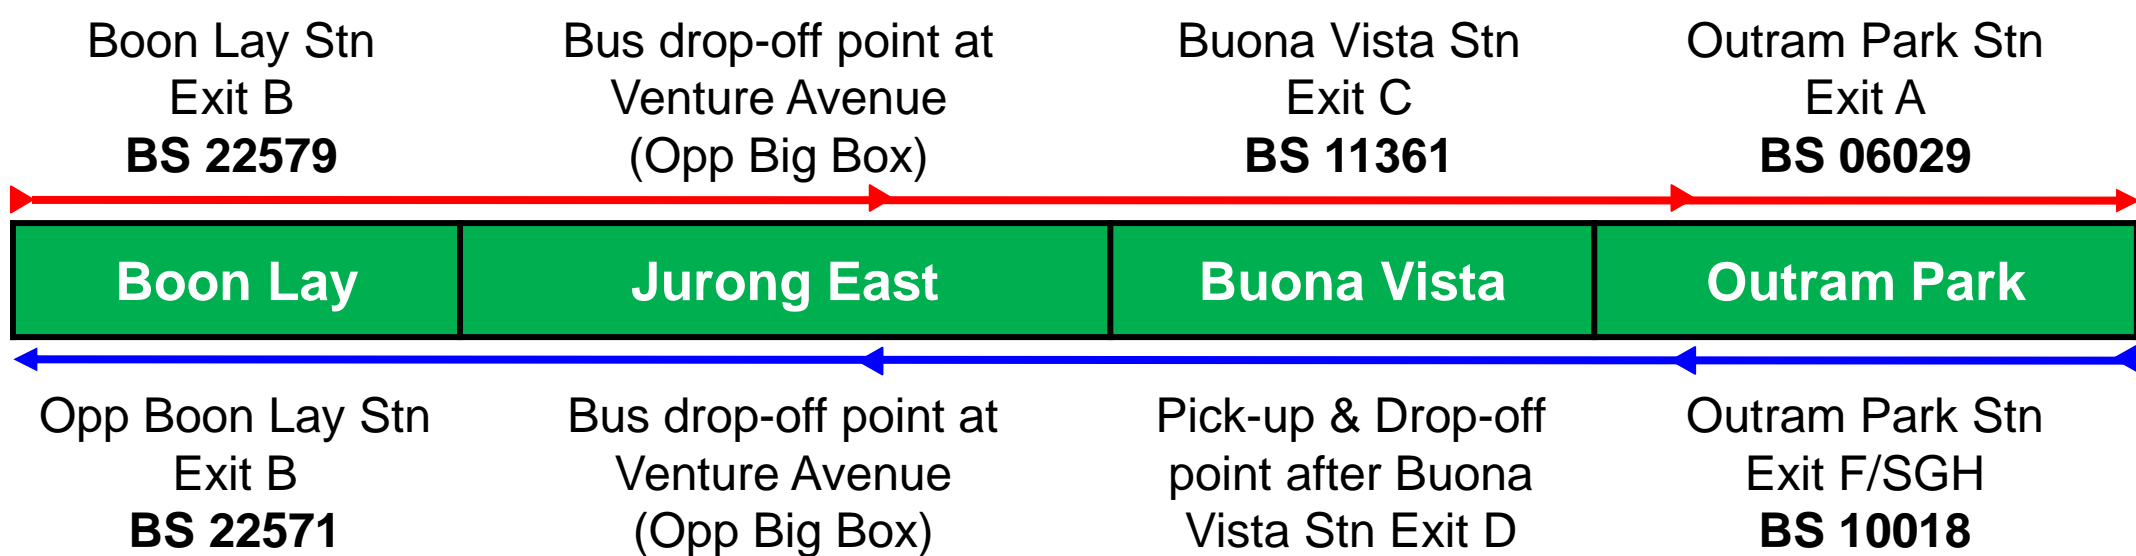 Boon Lay Stn
Exit B
BS 22579
Bus drop-off point at
Venture Avenue
(Opp Big Box)
Buona Vista Stn
Exit C
BS 11361
Outram Park Stn
Exit A
BS 06029
Boon Lay
Jurong East
Buona Vista
Outram Park
Opp Boon Lay Stn
Exit B
BS 22571
Bus drop-off point at
Venture Avenue
(Opp Big Box)
Pick-up & Drop-off
point after Buona
Vista Stn Exit D
Outram Park Stn
Exit F/SGH
BS 10018